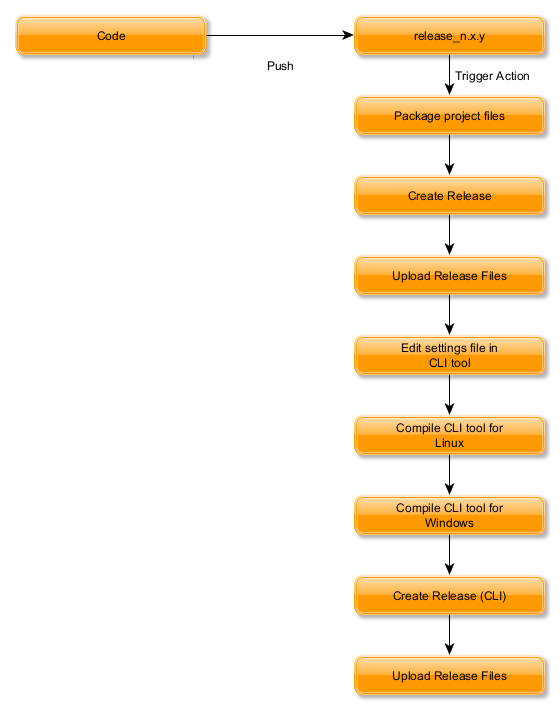 Code
release_n.x.y
Push
Trigger Action
Package project files
Create Release
Upload Release Files
Edit settings file in
CLI tool
Compile CLI tool for
Linux
Compile CLI tool for
Windows
Create Release (CLI)
Upload Release Files